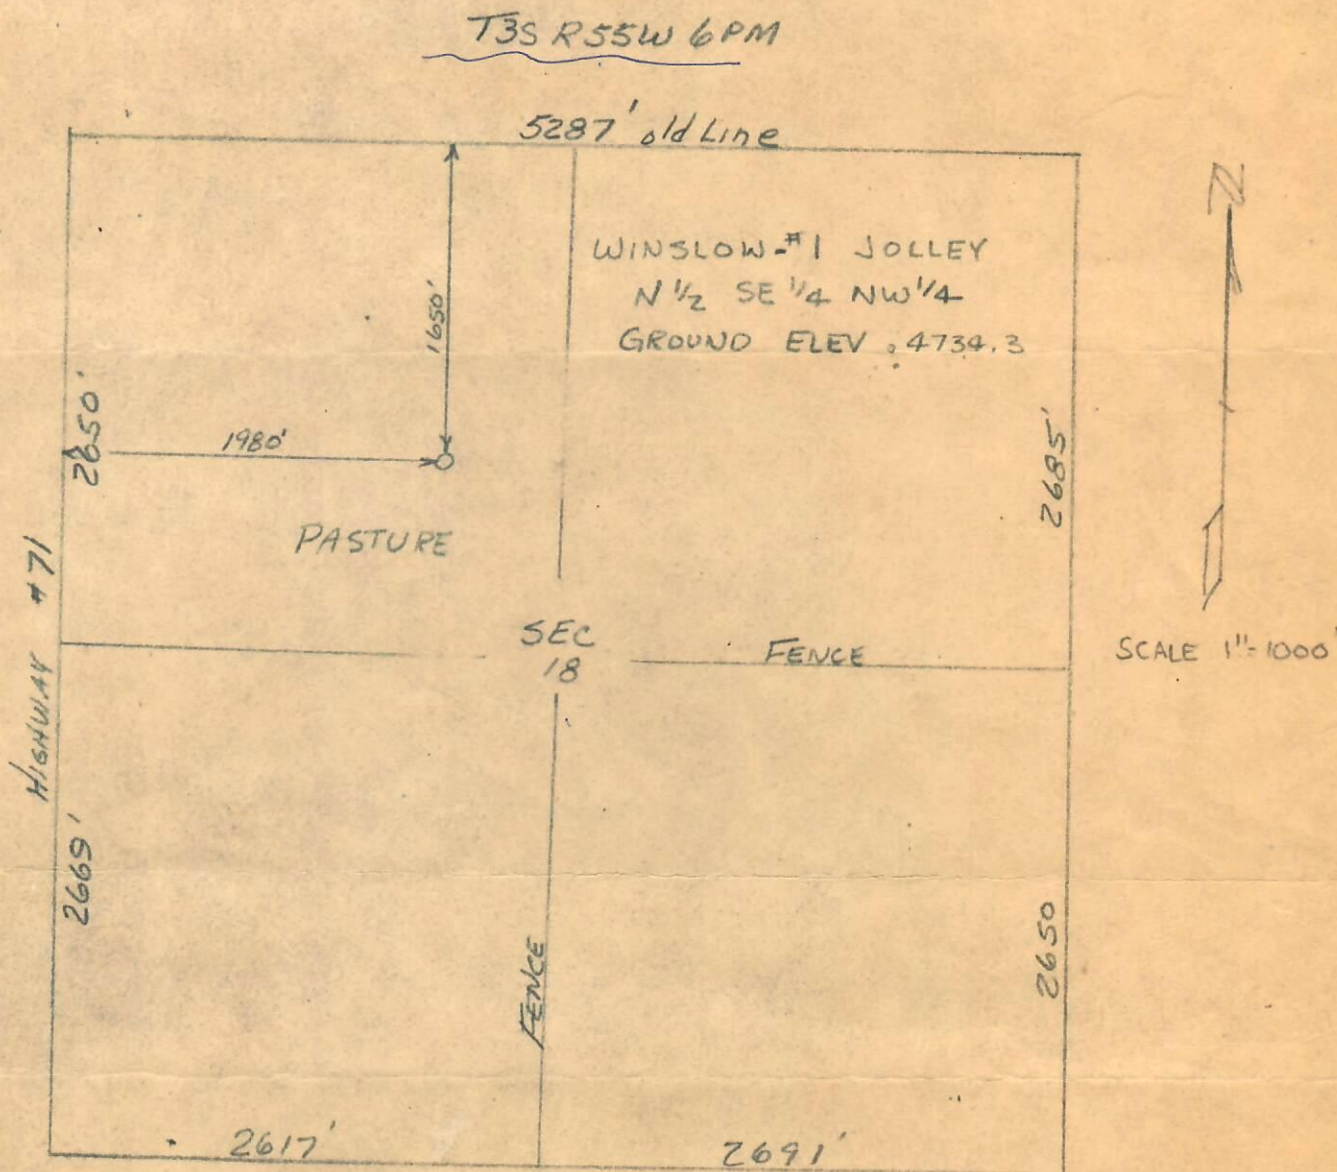 T3S R55W 6PM
5287' old Line
WINSLOW-#1 JOLLEY
N 1/2 SE 1/4 NW 1/4
GROUND ELEV. 4734.3
1650'
2650'
1980'
2685'
PASTURE
HIGHWAY #71
SEC
18
FENCE
SCALE 1"=1000'
2669'
FENCE
2650
2617'
2691'
N